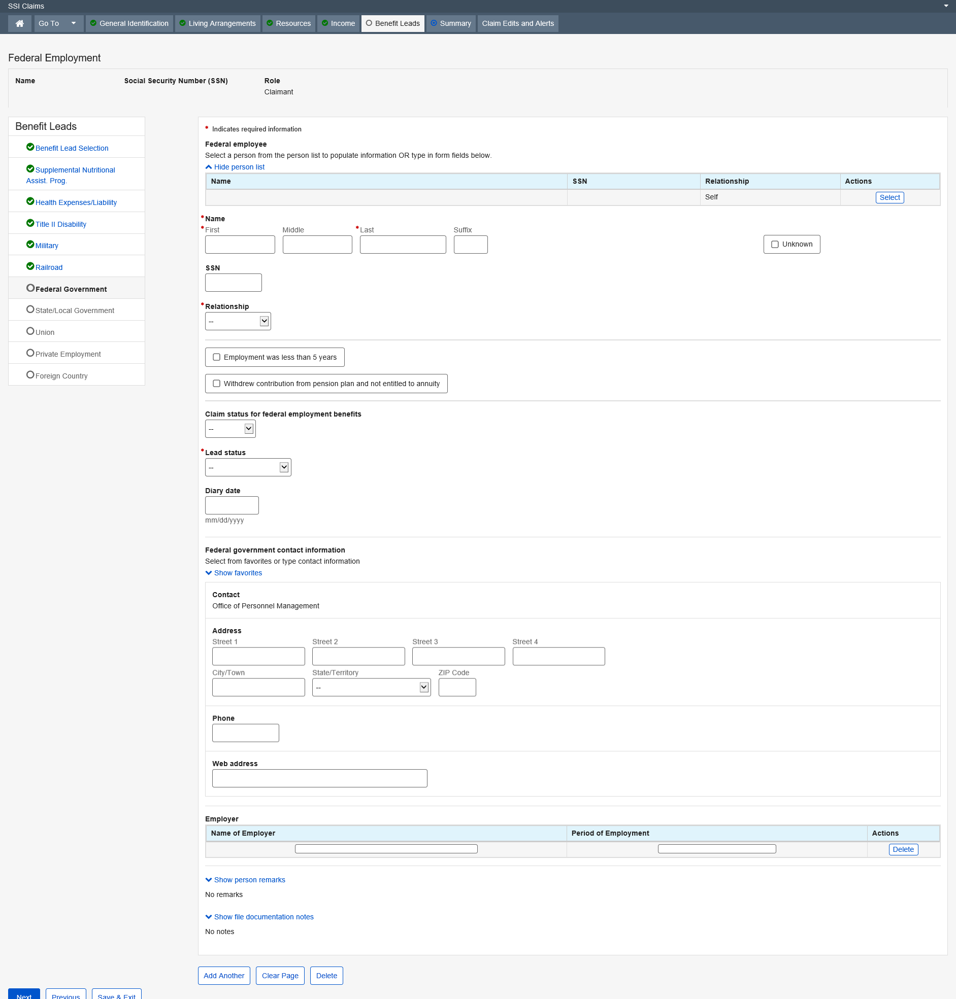 SSI Claims
Go To General Identification Living Arrangements Resources Income Benefit Leads Summary Claim Edits and Alerts
Federal Employment
Name Social Security Number (SSN) Role
Claimant
Benefit Leads
Benefit Lead Selection
Supplemental Nutritional
Assist. Prog.
Health Expenses/Liability
Title II Disability
Military
Railroad
Federal Government
State/Local Government
Union
Private Employment
Foreign Country
* Indicates required information
Federal employee
Select a person from the person list to populate information OR type in form fields below.
Hide person list
Name SSN Relationship Actions
Self Select
* Name
* First Middle * Last Suffix
Unknown
SSN
* Relationship
--
Employment was less than 5 years
Withdrew contribution from pension plan and not entitled to annuity
Claim status for federal employment benefits
--
* Lead status
--
Diary date
mm/dd/yyyy
Federal government contact information
Select from favorites or type contact information
Show favorites
Contact
Office of Personnel Management
Address
Street 1 Street 2 Street 3 Street 4
City/Town State/Territory ZIP Code
--
Phone
Web address
Employer
Name of Employer Period of Employment Actions
Delete
Show person remarks
No remarks
Show file documentation notes
No notes
Add Another Clear Page Delete
Next Previous Save & Exit